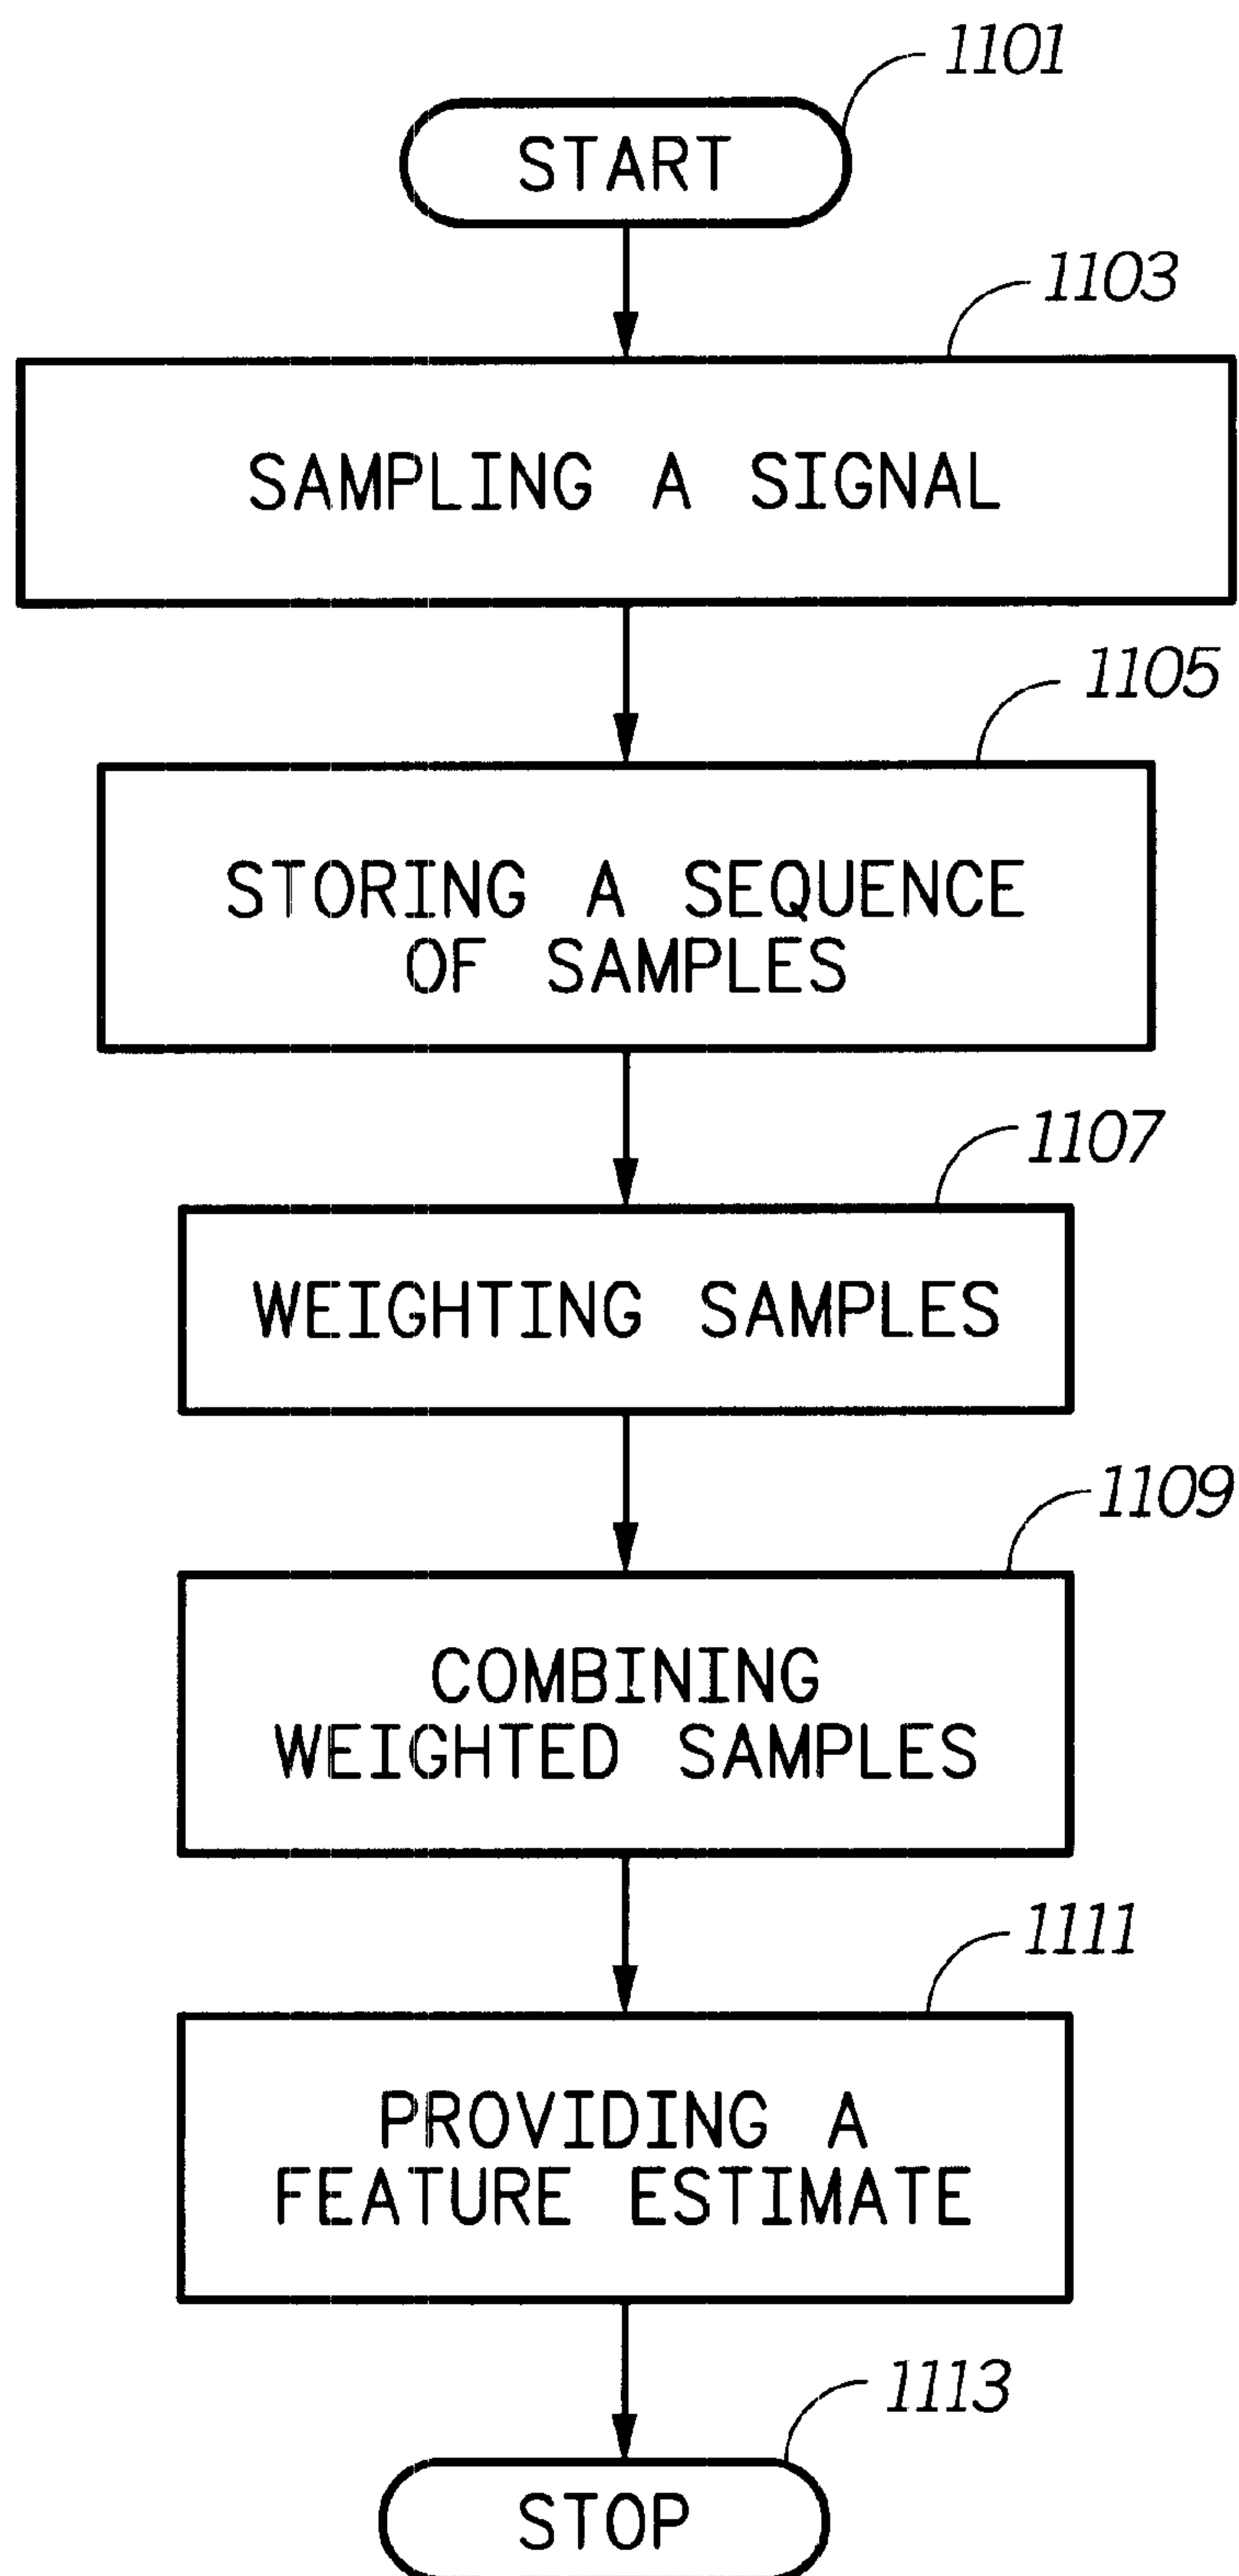 1101
START
1103
SAMPLING A SIGNAL
1105
STORING A SEQUENCE
OF SAMPLES
1107
WEIGHTING SAMPLES
1109
COMBINING
WEIGHTED SAMPLES
1111
PROVIDING A
FEATURE ESTIMATE
1113
STOP